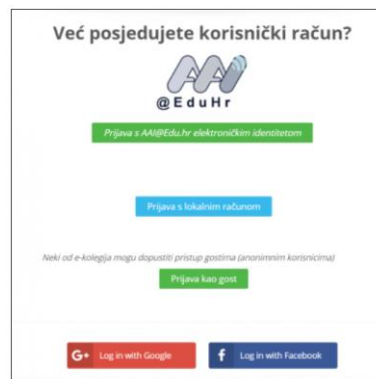 Već posjedujete korisnički račun?
AAI
@EduHr
Prijava s AAI@Edu.hr elektroničkim identitetom
Prijava s lokalnim računom
Neki od e-kolegija mogu dopustiti pristup gostima (anonimnim korisnicima)
Prijava kao gost
G+ Log in with Google
f Log in with Facebook